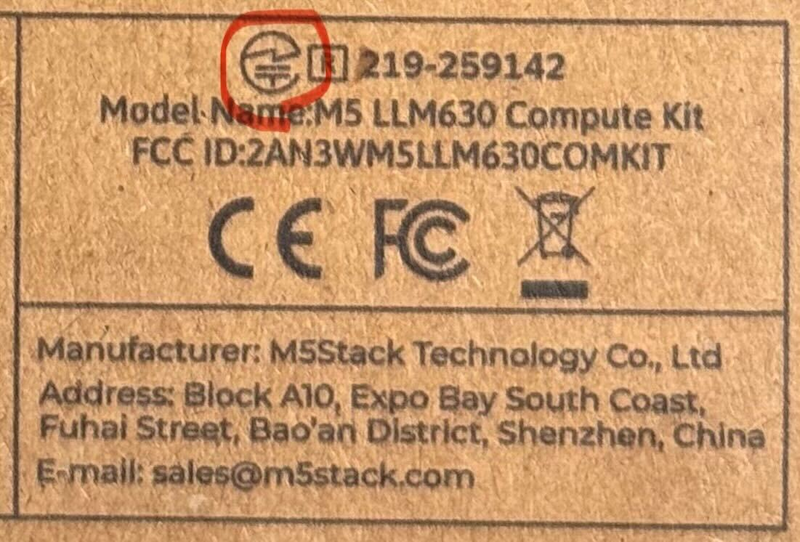 R 219-259142
Model Name:M5 LLM630 Compute Kit
FCC ID:2AN3WM5LLM630COMKIT
CE FC
Manufacturer: M5Stack Technology Co., Ltd
Address: Block A10, Expo Bay South Coast,
Fuhai Street, Bao'an District, Shenzhen, China
E-mail: sales@m5stack.com